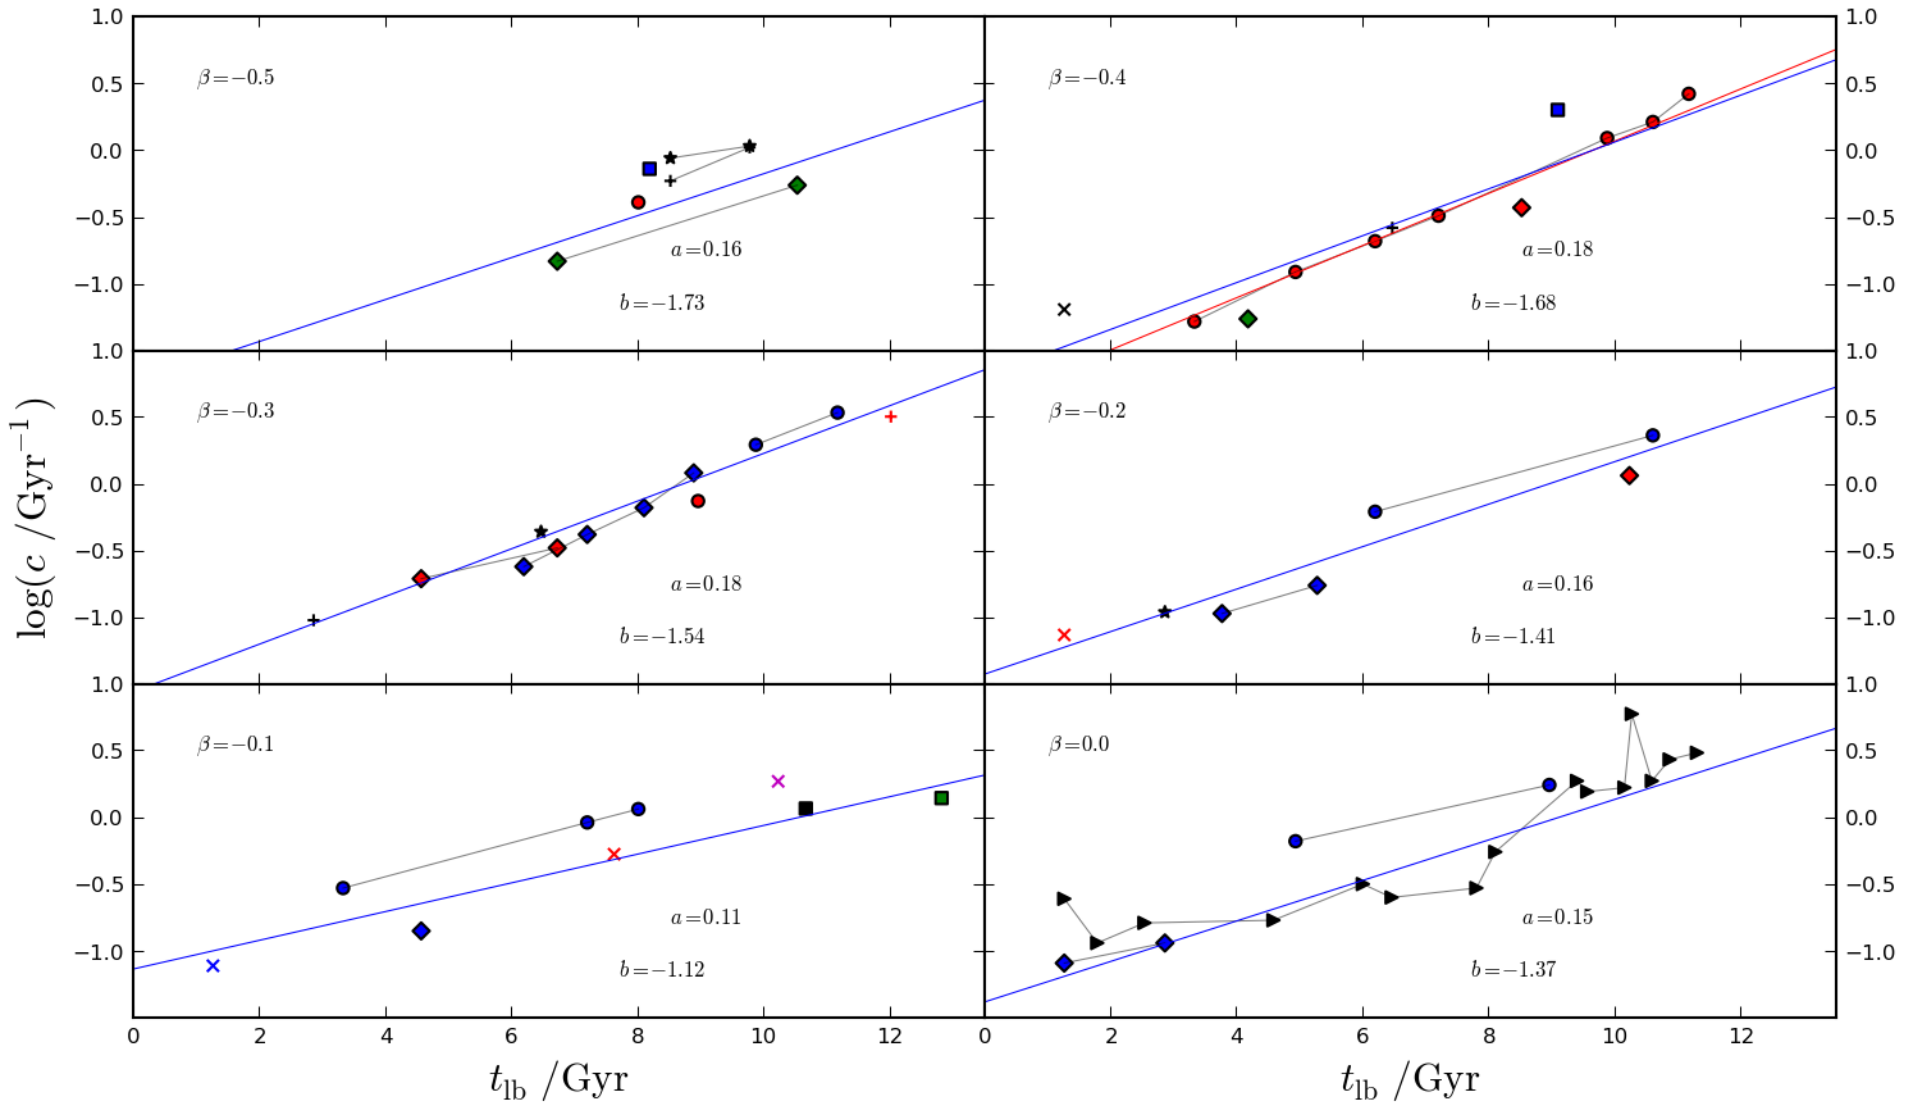 1.0
0.5
0.0
−0.5
−1.0
β=−0.5
a=0.16
b=−1.73
β=−0.4
a=0.18
b=−1.68
1.0
0.5
0.0
−0.5
−1.0
1.0
0.5
0.0
−0.5
−1.0
β=−0.3
a=0.18
b=−1.54
β=−0.2
a=0.16
b=−1.41
1.0
0.5
0.0
−0.5
−1.0
1.0
0.5
0.0
−0.5
−1.0
β=−0.1
a=0.11
b=−1.12
β=0.0
a=0.15
b=−1.37
1.0
0.5
0.0
−0.5
−1.0
log(c /Gyr⁻¹)
0 2 4 6 8 10 12
0 2 4 6 8 10 12
t_lb /Gyr
t_lb /Gyr